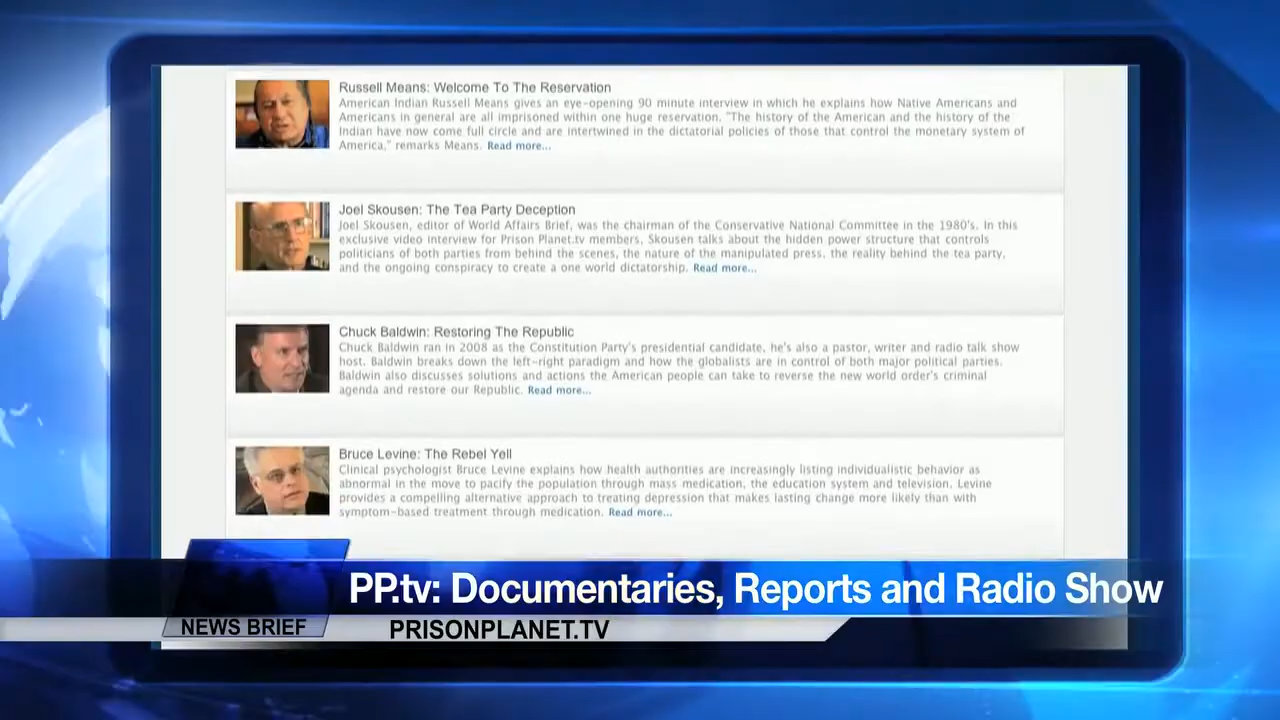 Russell Means: Welcome To The Reservation
American Indian Russell Means gives an eye-opening 90 minute interview in which he explains how Native Americans and
Americans in general are all imprisoned within one huge reservation. "The history of the American and the history of the
Indian have now come full circle and are intertwined in the dictatorial policies of those that control the monetary system of
America," remarks Means. Read more...
Joel Skousen: The Tea Party Deception
Joel Skousen, editor of World Affairs Brief, was the chairman of the Conservative National Committee in the 1980's. In this
exclusive video interview for Prison Planet.tv members, Skousen talks about the hidden power structure that controls
politicians of both parties from behind the scenes, the nature of the manipulated press, the reality behind the tea party,
and the ongoing conspiracy to create a one world dictatorship. Read more...
Chuck Baldwin: Restoring The Republic
Chuck Baldwin ran in 2008 as the Constitution Party's presidential candidate, he's also a pastor, writer and radio talk show
host. Baldwin breaks down the left-right paradigm and how the globalists are in control of both major political parties.
Baldwin also discusses solutions and actions the American people can take to reverse the new world order's criminal
agenda and restore our Republic. Read more...
Bruce Levine: The Rebel Yell
Clinical psychologist Bruce Levine explains how health authorities are increasingly listing individualistic behavior as
abnormal in the move to pacify the population through mass medication, the education system and television. Levine
provides a compelling alternative approach to treating depression that makes lasting change more likely than with
symptom-based treatment through medication. Read more...
PP.tv: Documentaries, Reports and Radio Show
NEWS BRIEF PRISONPLANET.TV